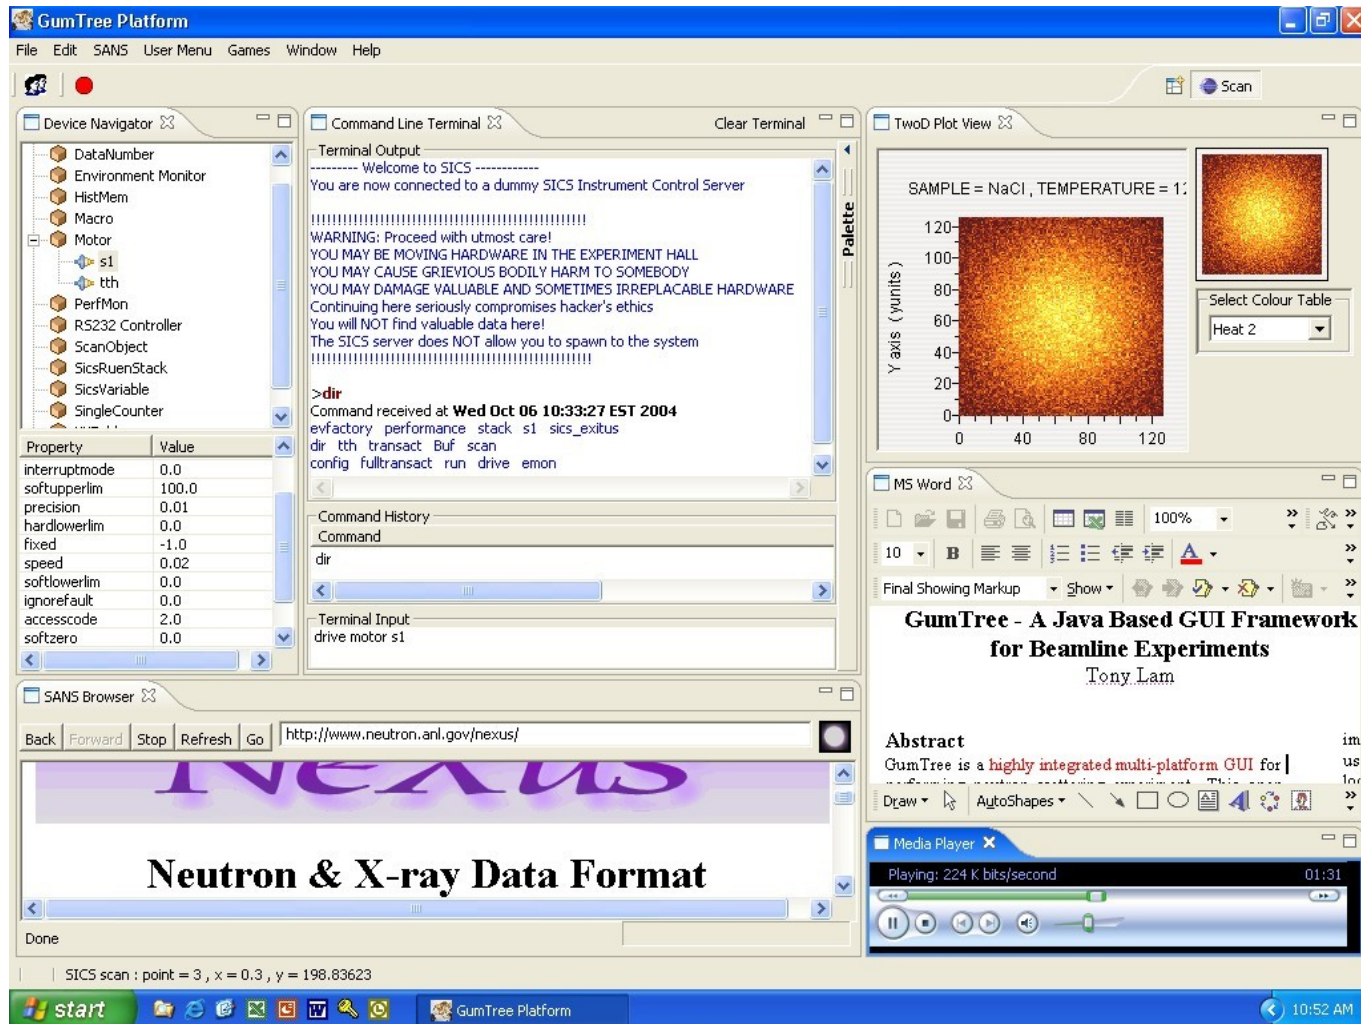 GumTree Platform
File Edit SANS User Menu Games Window Help
Scan
Device Navigator
DataNumber
Environment Monitor
HistMem
Macro
Motor
s1
tth
PerfMon
RS232 Controller
ScanObject
SicsRuenStack
SicsVariable
SingleCounter
Property Value
interruptmode 0.0
softupperlim 100.0
precision 0.01
hardlowerlim 0.0
fixed -1.0
speed 0.02
softlowerlim 0.0
ignorefault 0.0
accesscode 2.0
softzero 0.0
Command Line Terminal Clear Terminal
Terminal Output
--------- Welcome to SICS ------------
You are now connected to a dummy SICS Instrument Control Server
!!!!!!!!!!!!!!!!!!!!!!!!!!!!!!!!!!!!!!!!!!!!!!!!!!!!!
WARNING: Proceed with utmost care!
YOU MAY BE MOVING HARDWARE IN THE EXPERIMENT HALL
YOU MAY CAUSE GRIEVIOUS BODILY HARM TO SOMEBODY
YOU MAY DAMAGE VALUABLE AND SOMETIMES IRREPLACABLE HARDWARE
Continuing here seriously compromises hacker's ethics
You will NOT find valuable data here!
The SICS server does NOT allow you to spawn to the system
!!!!!!!!!!!!!!!!!!!!!!!!!!!!!!!!!!!!!!!!!!!!!!!!!!!!!!
>dir
Command received at Wed Oct 06 10:33:27 EST 2004
evfactory performance stack s1 sics_exitus
dir tth transact Buf scan
config fulltransact run drive emon
Palette
Command History
Command
dir
Terminal Input
drive motor s1
TwoD Plot View
SAMPLE = NaCl , TEMPERATURE = 12
Y axis ( yunits )
120
100
80
60
40
20
0
0 40 80 120
Select Colour Table
Heat 2
MS Word
100%
10 B A
Final Showing Markup Show
GumTree - A Java Based GUI Framework
for Beamline Experiments
Tony Lam
Abstract im
GumTree is a highly integrated multi-platform GUI for us
Draw AutoShapes
SANS Browser
Back Forward Stop Refresh Go http://www.neutron.anl.gov/nexus/
NeXus
Neutron & X-ray Data Format
Done
Media Player
Playing: 224 K bits/second 01:31
SICS scan : point = 3 , x = 0.3 , y = 198.83623
start GumTree Platform 10:52 AM